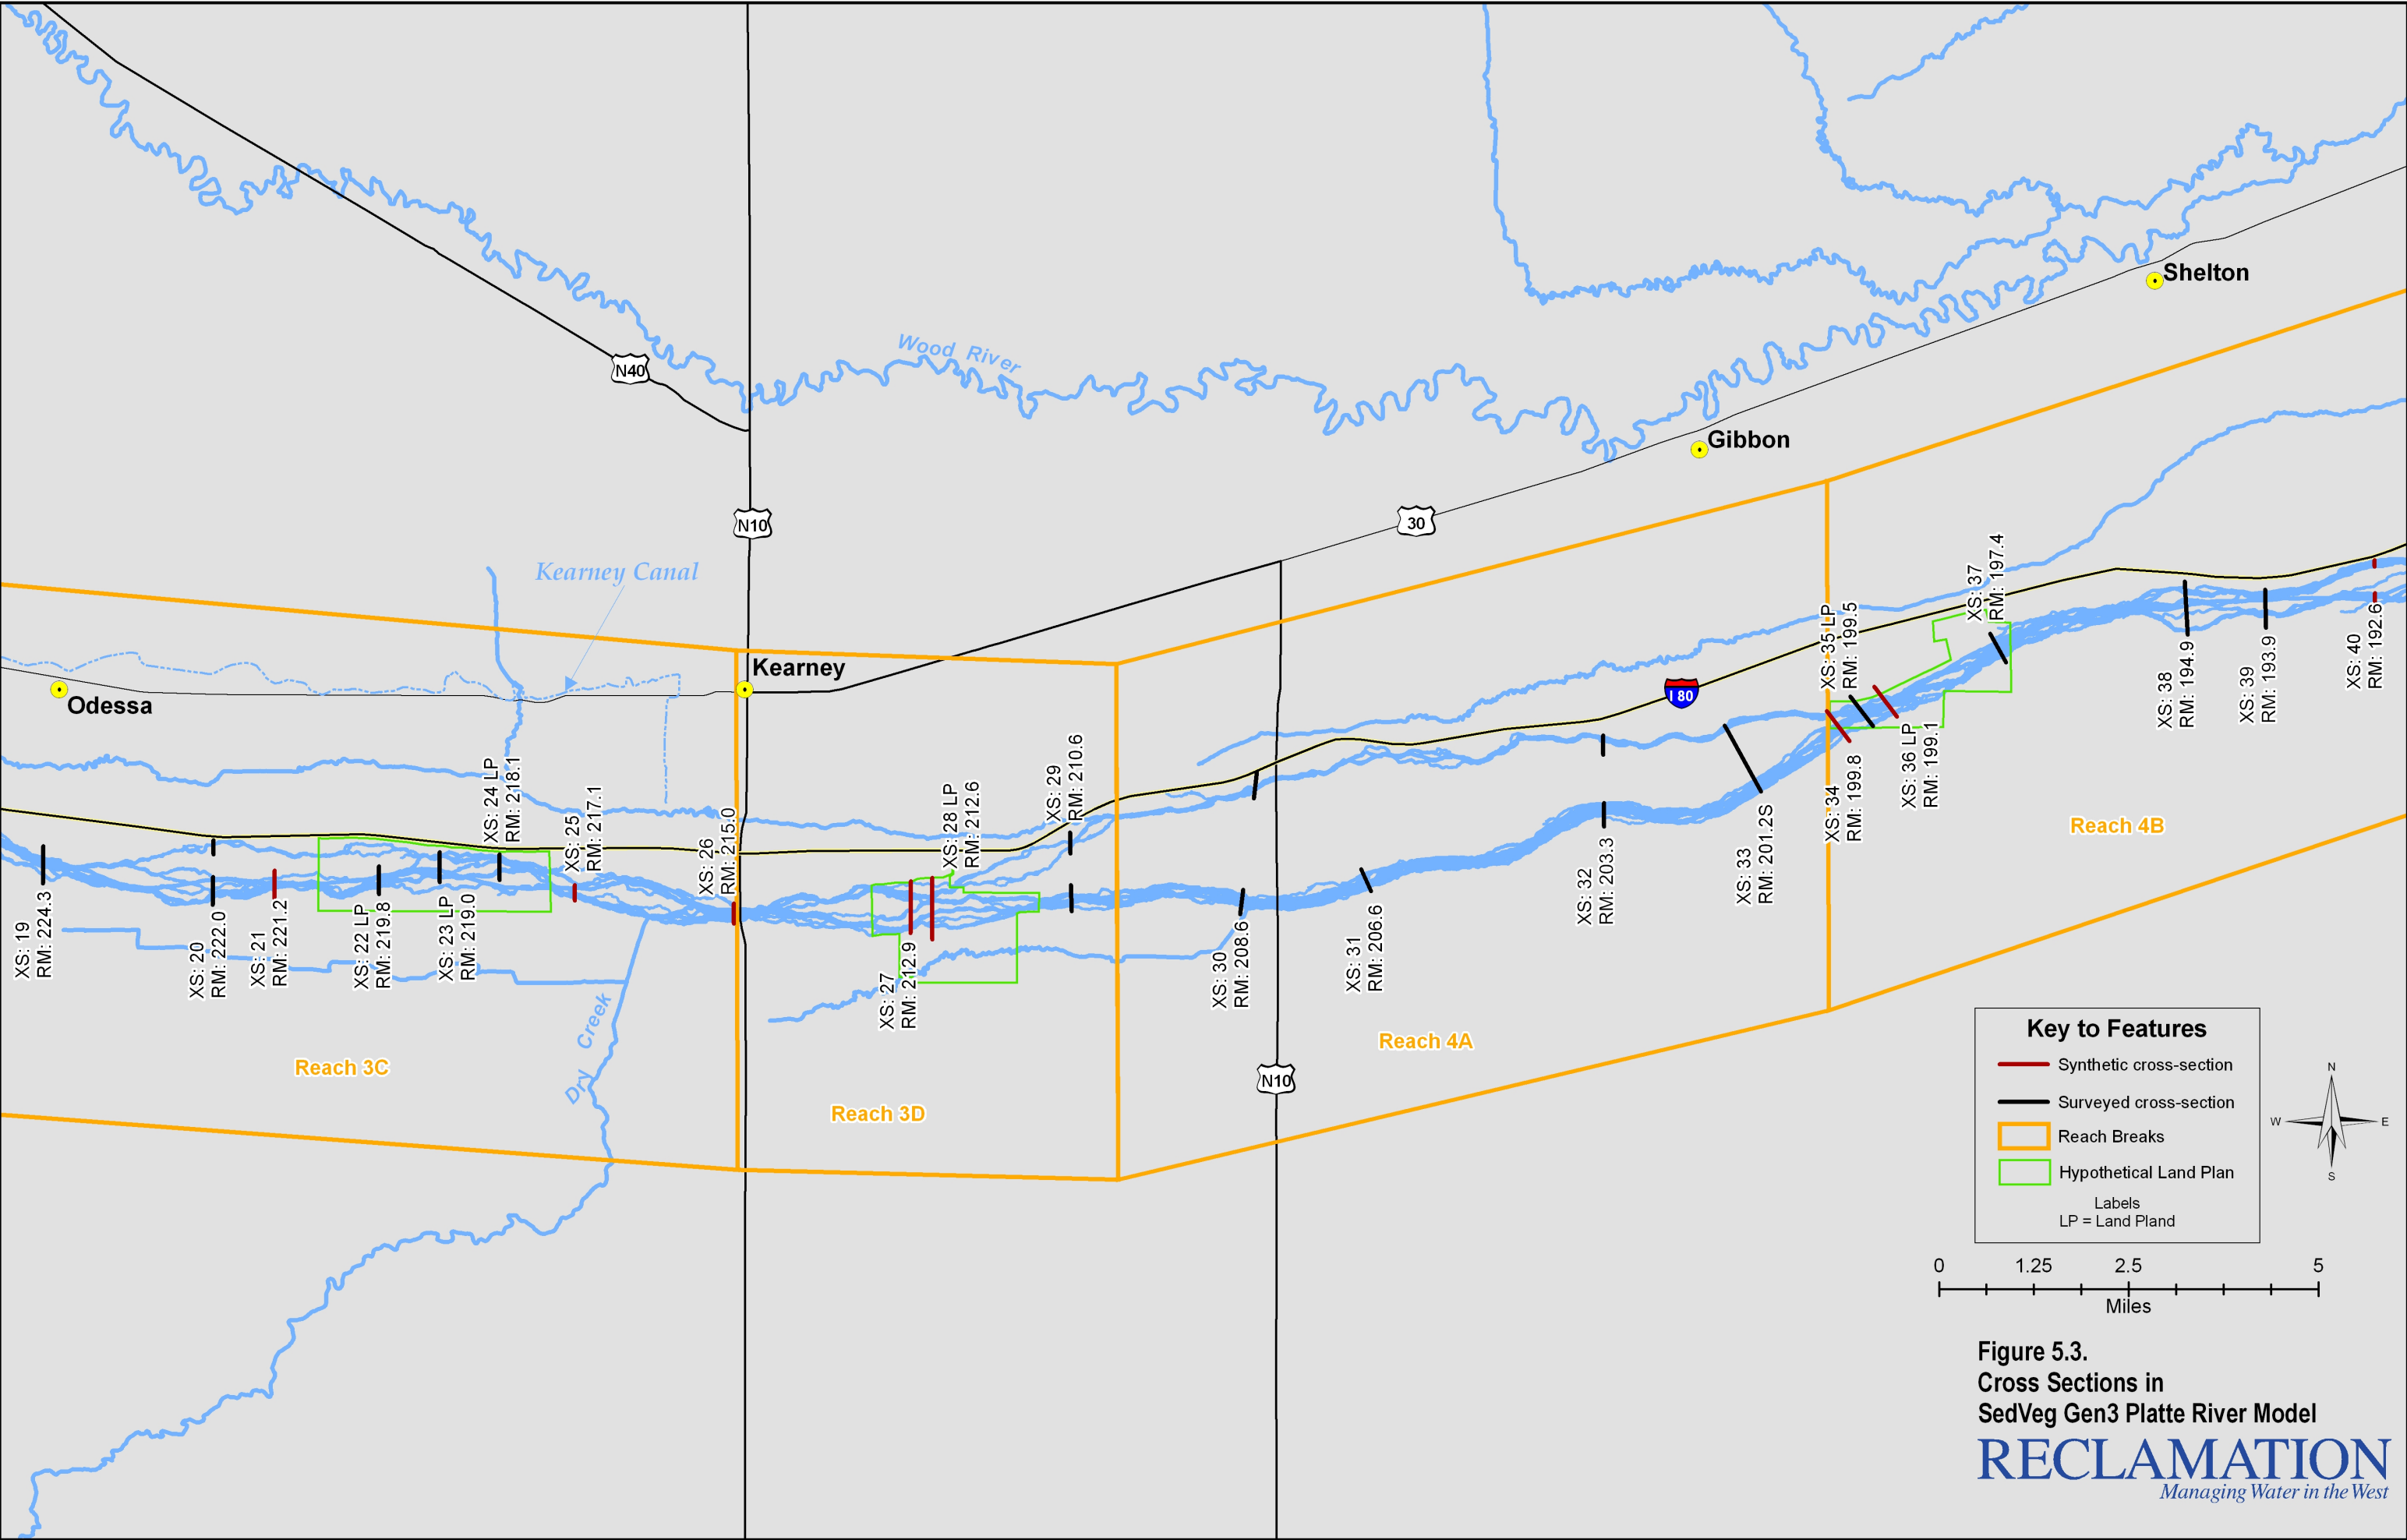 Wood River
N40
Shelton
Gibbon
N10
30
Kearney Canal
Kearney
Odessa
I 80
XS: 19
RM: 224.3
XS: 20
RM: 222.0
XS: 21
RM: 221.2
XS: 22 LP
RM: 219.8
XS: 23 LP
RM: 219.0
XS: 24 LP
RM: 218.1
XS: 25
RM: 217.1
XS: 26
RM: 215.0
XS: 27
RM: 212.9
XS: 28 LP
RM: 212.6
XS: 29
RM: 210.6
XS: 30
RM: 208.6
XS: 31
RM: 206.6
XS: 32
RM: 203.3
XS: 33
RM: 201.2S
XS: 34
RM: 199.8
XS: 35 LP
RM: 199.5
XS: 36 LP
RM: 199.1
XS: 37
RM: 197.4
XS: 38
RM: 194.9
XS: 39
RM: 193.9
XS: 40
RM: 192.6
Dry Creek
Reach 3C
Reach 3D
Reach 4A
Reach 4B
N10
Key to Features
Synthetic cross-section
Surveyed cross-section
Reach Breaks
Hypothetical Land Plan
Labels
LP = Land Pland
N
W
E
S
0 1.25 2.5 5
Miles
Figure 5.3.
Cross Sections in
SedVeg Gen3 Platte River Model
RECLAMATION
Managing Water in the West